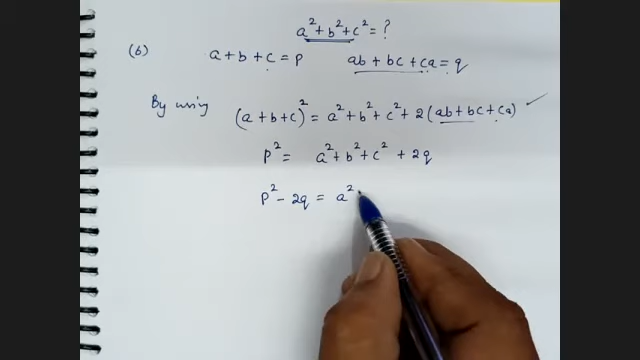 a² + b² + c² = ?
(6) a + b + c = p ab + bc + ca = q
By using (a + b + c)² = a² + b² + c² + 2 (ab + bc + ca) ✓
p² = a² + b² + c² + 2q
p² - 2q = a²